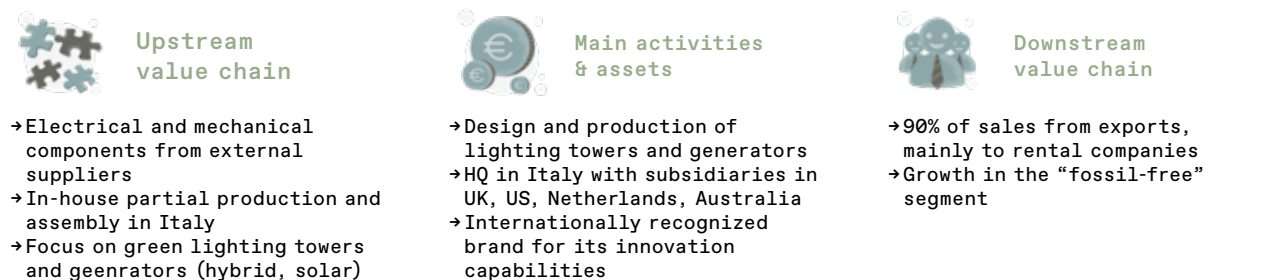 Upstream
value chain
→Electrical and mechanical
components from external
suppliers
→In-house partial production and
assembly in Italy
→Focus on green lighting towers
and geenrators (hybrid, solar)
Main activities
& assets
→Design and production of
lighting towers and generators
→HQ in Italy with subsidiaries in
UK, US, Netherlands, Australia
→Internationally recognized
brand for its innovation
capabilities
Downstream
value chain
→90% of sales from exports,
mainly to rental companies
→Growth in the “fossil-free”
segment